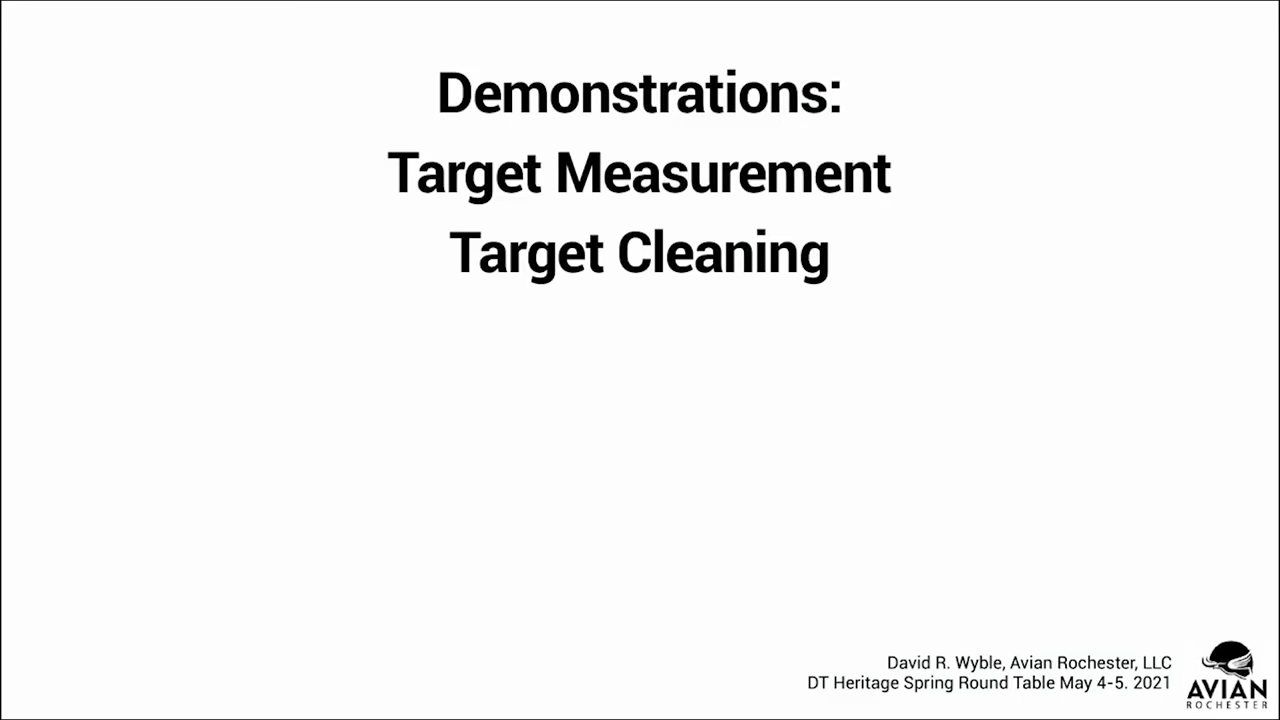 Demonstrations:
Target Measurement
Target Cleaning
David R. Wyble, Avian Rochester, LLC
DT Heritage Spring Round Table May 4-5. 2021
AVIAN
ROCHESTER